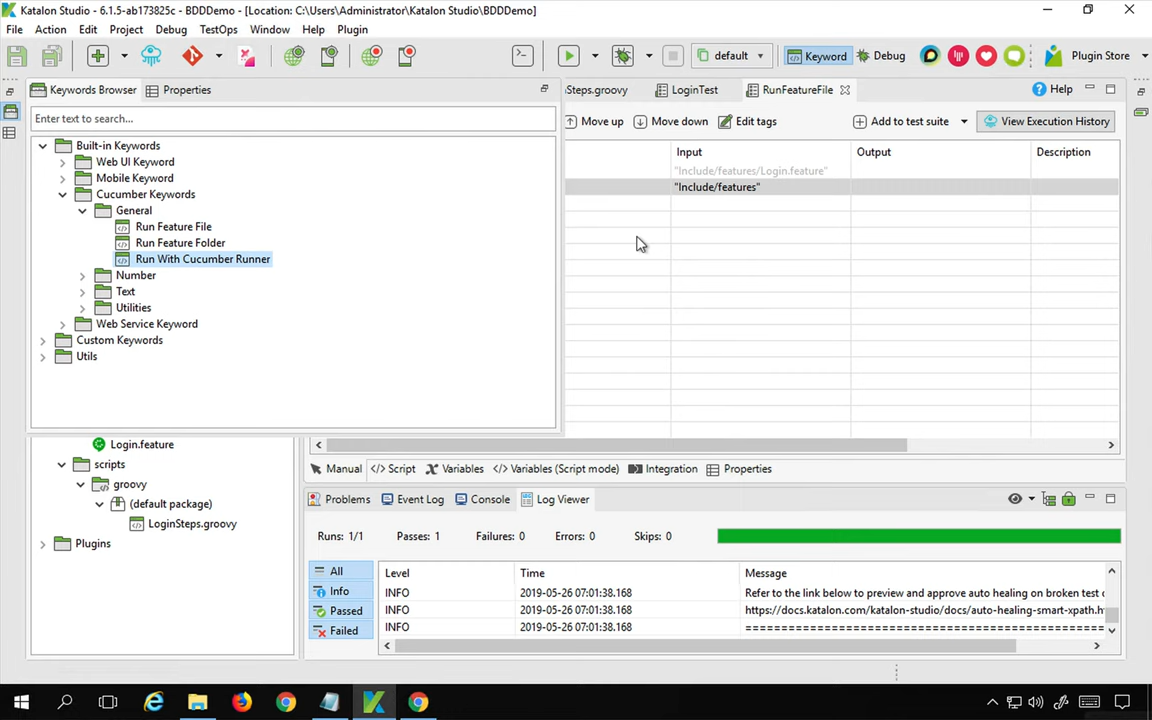 Katalon Studio - 6.1.5-ab173825c - BDDDemo - [Location: C:\Users\Administrator\Katalon Studio\BDDDemo]
File Action Edit Project Debug TestOps Window Help Plugin
default Keyword Debug Plugin Store
Keywords Browser Properties Steps.groovy LoginTest RunFeatureFile Help
Enter text to search... Move up Move down Edit tags Add to test suite View Execution History
Built-in Keywords Input Output Description
Web UI Keyword "Include/features/Login.feature"
Mobile Keyword "Include/features"
Cucumber Keywords
General
Run Feature File
Run Feature Folder
Run With Cucumber Runner
Number
Text
Utilities
Web Service Keyword
Custom Keywords
Utils
Login.feature
scripts Manual </> Script Variables </> Variables (Script mode) Integration Properties
groovy
(default package) Problems Event Log Console Log Viewer
LoginSteps.groovy
Plugins Runs: 1/1 Passes: 1 Failures: 0 Errors: 0 Skips: 0
All Level Time Message
Info INFO 2019-05-26 07:01:38.168 Refer to the link below to preview and approve auto healing on broken test
Passed INFO 2019-05-26 07:01:38.168 https://docs.katalon.com/katalon-studio/docs/auto-healing-smart-xpath.h
Failed INFO 2019-05-26 07:01:38.168 ====================================